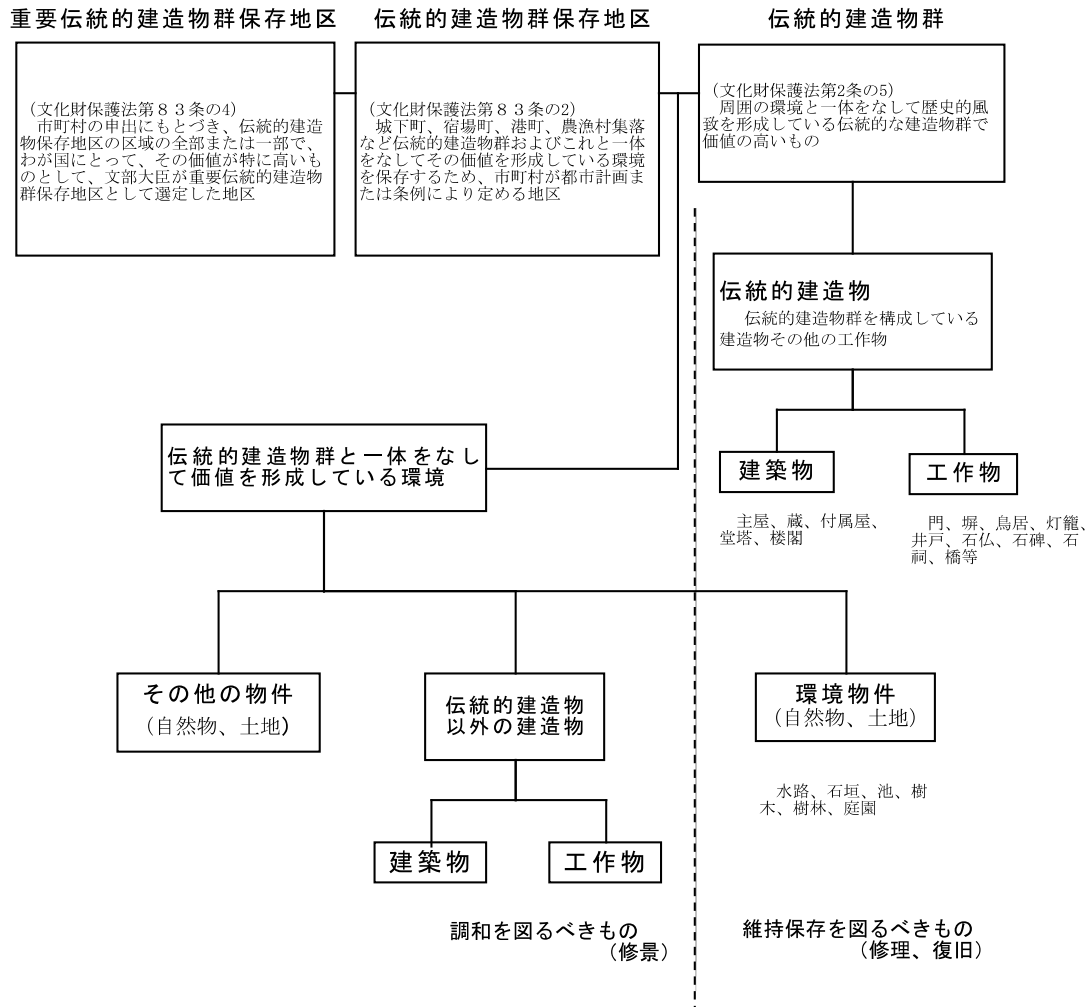 重要伝統的建造物群保存地区
（文化財保護法第８３条の4）
市町村の申出にもとづき、伝統的建造
物保存地区の区域の全部または一部で、
わが国にとって、その価値が特に高いも
のとして、文部大臣が重要伝統的建造物
群保存地区として選定した地区
伝統的建造物群保存地区
（文化財保護法第８３条の2）
城下町、宿場町、港町、農漁村集落
など伝統的建造物群およびこれと一体
をなしてその価値を形成している環境
を保存するため、市町村が都市計画ま
たは条例により定める地区
伝統的建造物群
（文化財保護法第2条の5）
周囲の環境と一体をなして歴史的風
致を形成している伝統的な建造物群で
価値の高いもの
伝統的建造物
伝統的建造物群を構成している
建造物その他の工作物
建築物
主屋、蔵、付属屋、
堂塔、楼閣
工作物
門、塀、鳥居、灯籠、
井戸、石仏、石碑、石
祠、橋等
伝統的建造物群と一体をなし
て価値を形成している環境
その他の物件
（自然物、土地）
伝統的建造物
以外の建造物
建築物
工作物
環境物件
（自然物、土地）
水路、石垣、池、樹
木、樹林、庭園
調和を図るべきもの
（修景）
維持保存を図るべきもの
（修理、復旧）